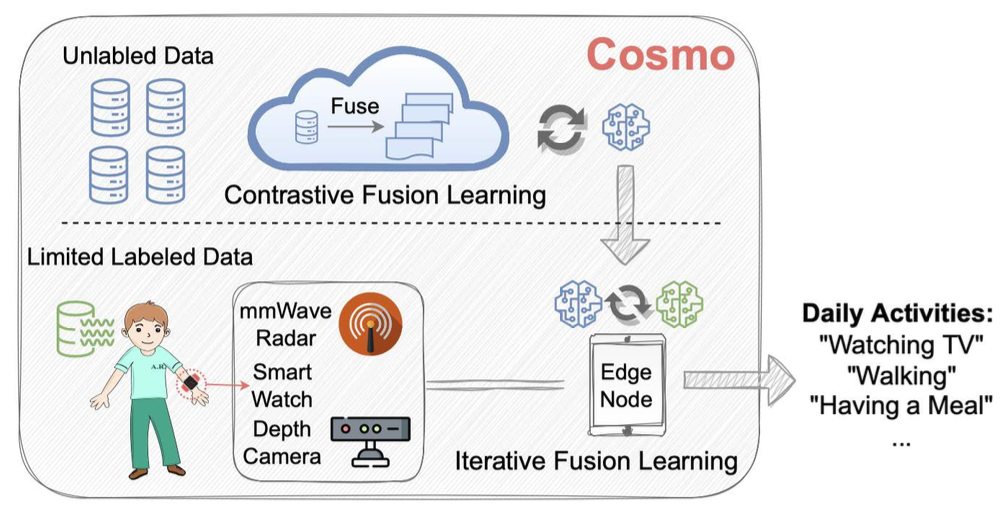 Cosmo
Unlabled Data
Fuse
Contrastive Fusion Learning
Limited Labeled Data
A.R.
mmWave
Radar
Smart
Watch
Depth
Camera
Edge
Node
Iterative Fusion Learning
Daily Activities:
"Watching TV"
"Walking"
"Having a Meal"
...